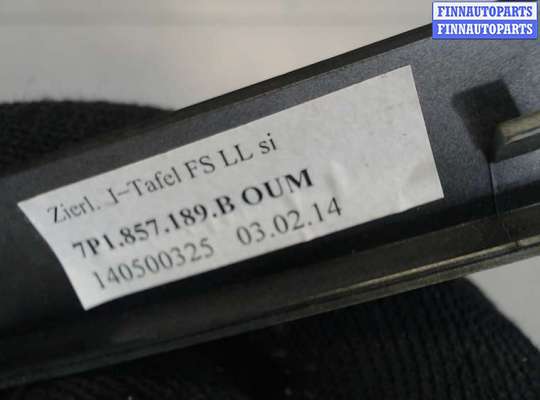 FINNAUTOPARTS
FINNAUTOPARTS
Zierl. I-Tafel FS LL si
7P1.857.189.B OUM
140500325 03.02.14